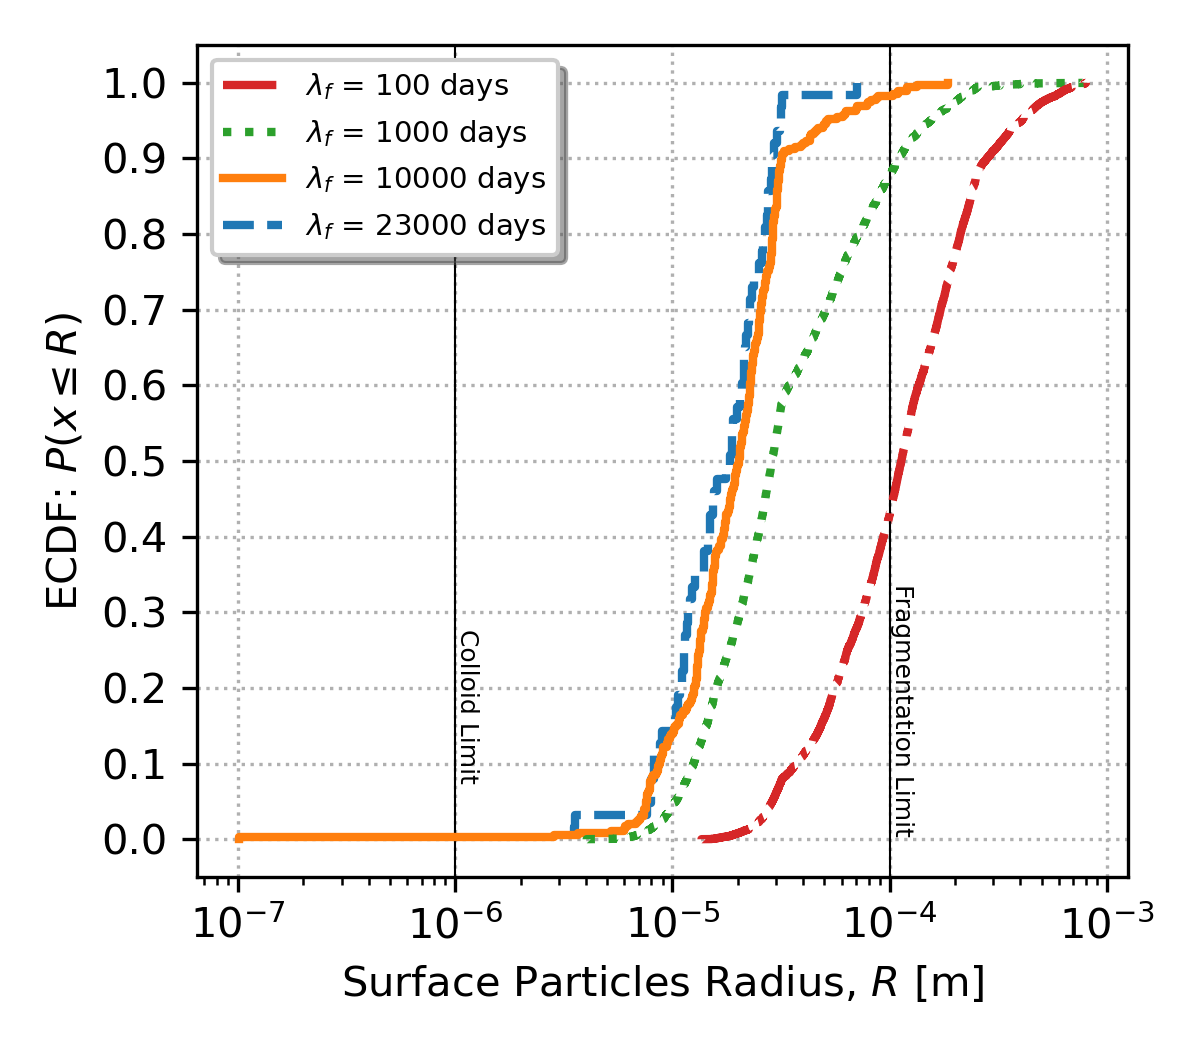 λf = 100 days
λf = 1000 days
λf = 10000 days
λf = 23000 days
1.0
0.9
0.8
0.7
0.6
0.5
0.4
0.3
0.2
0.1
0.0
ECDF: P(x ≤ R)
Colloid Limit
Fragmentation Limit
10⁻⁷ 10⁻⁶ 10⁻⁵ 10⁻⁴ 10⁻³
Surface Particles Radius, R [m]